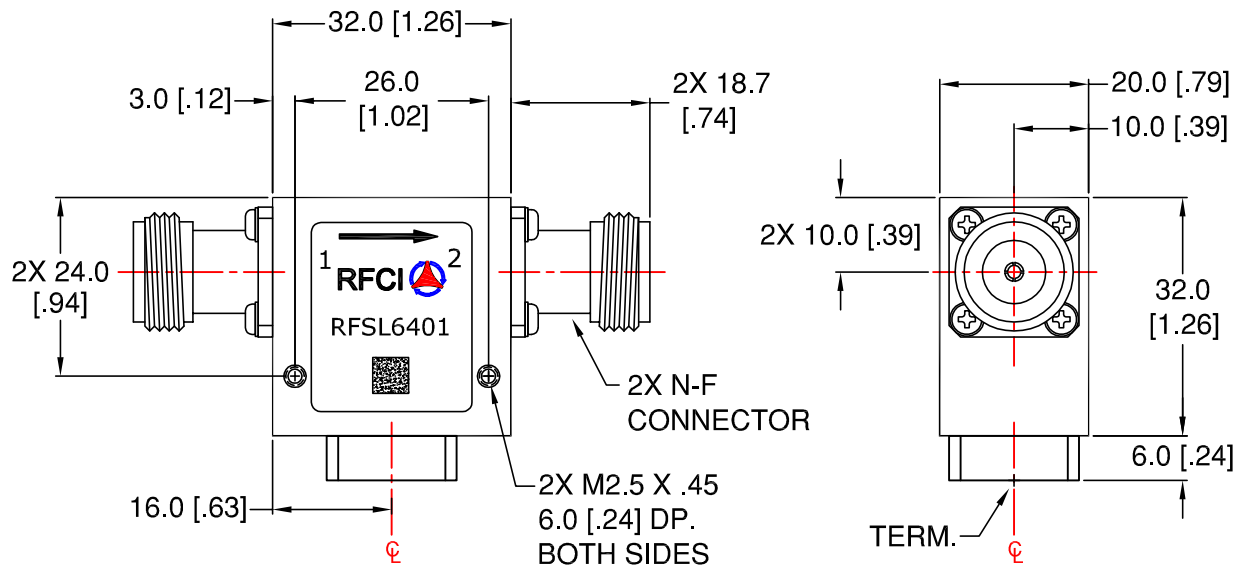 32.0 [1.26]
3.0 [.12]
26.0
[1.02]
2X 18.7
[.74]
2X 24.0
[.94]
1
2
RFCI
RFSL6401
2X N-F
CONNECTOR
16.0 [.63]
2X M2.5 X .45
6.0 [.24] DP.
BOTH SIDES
℄
20.0 [.79]
10.0 [.39]
2X 10.0 [.39]
32.0
[1.26]
6.0 [.24]
TERM.
℄